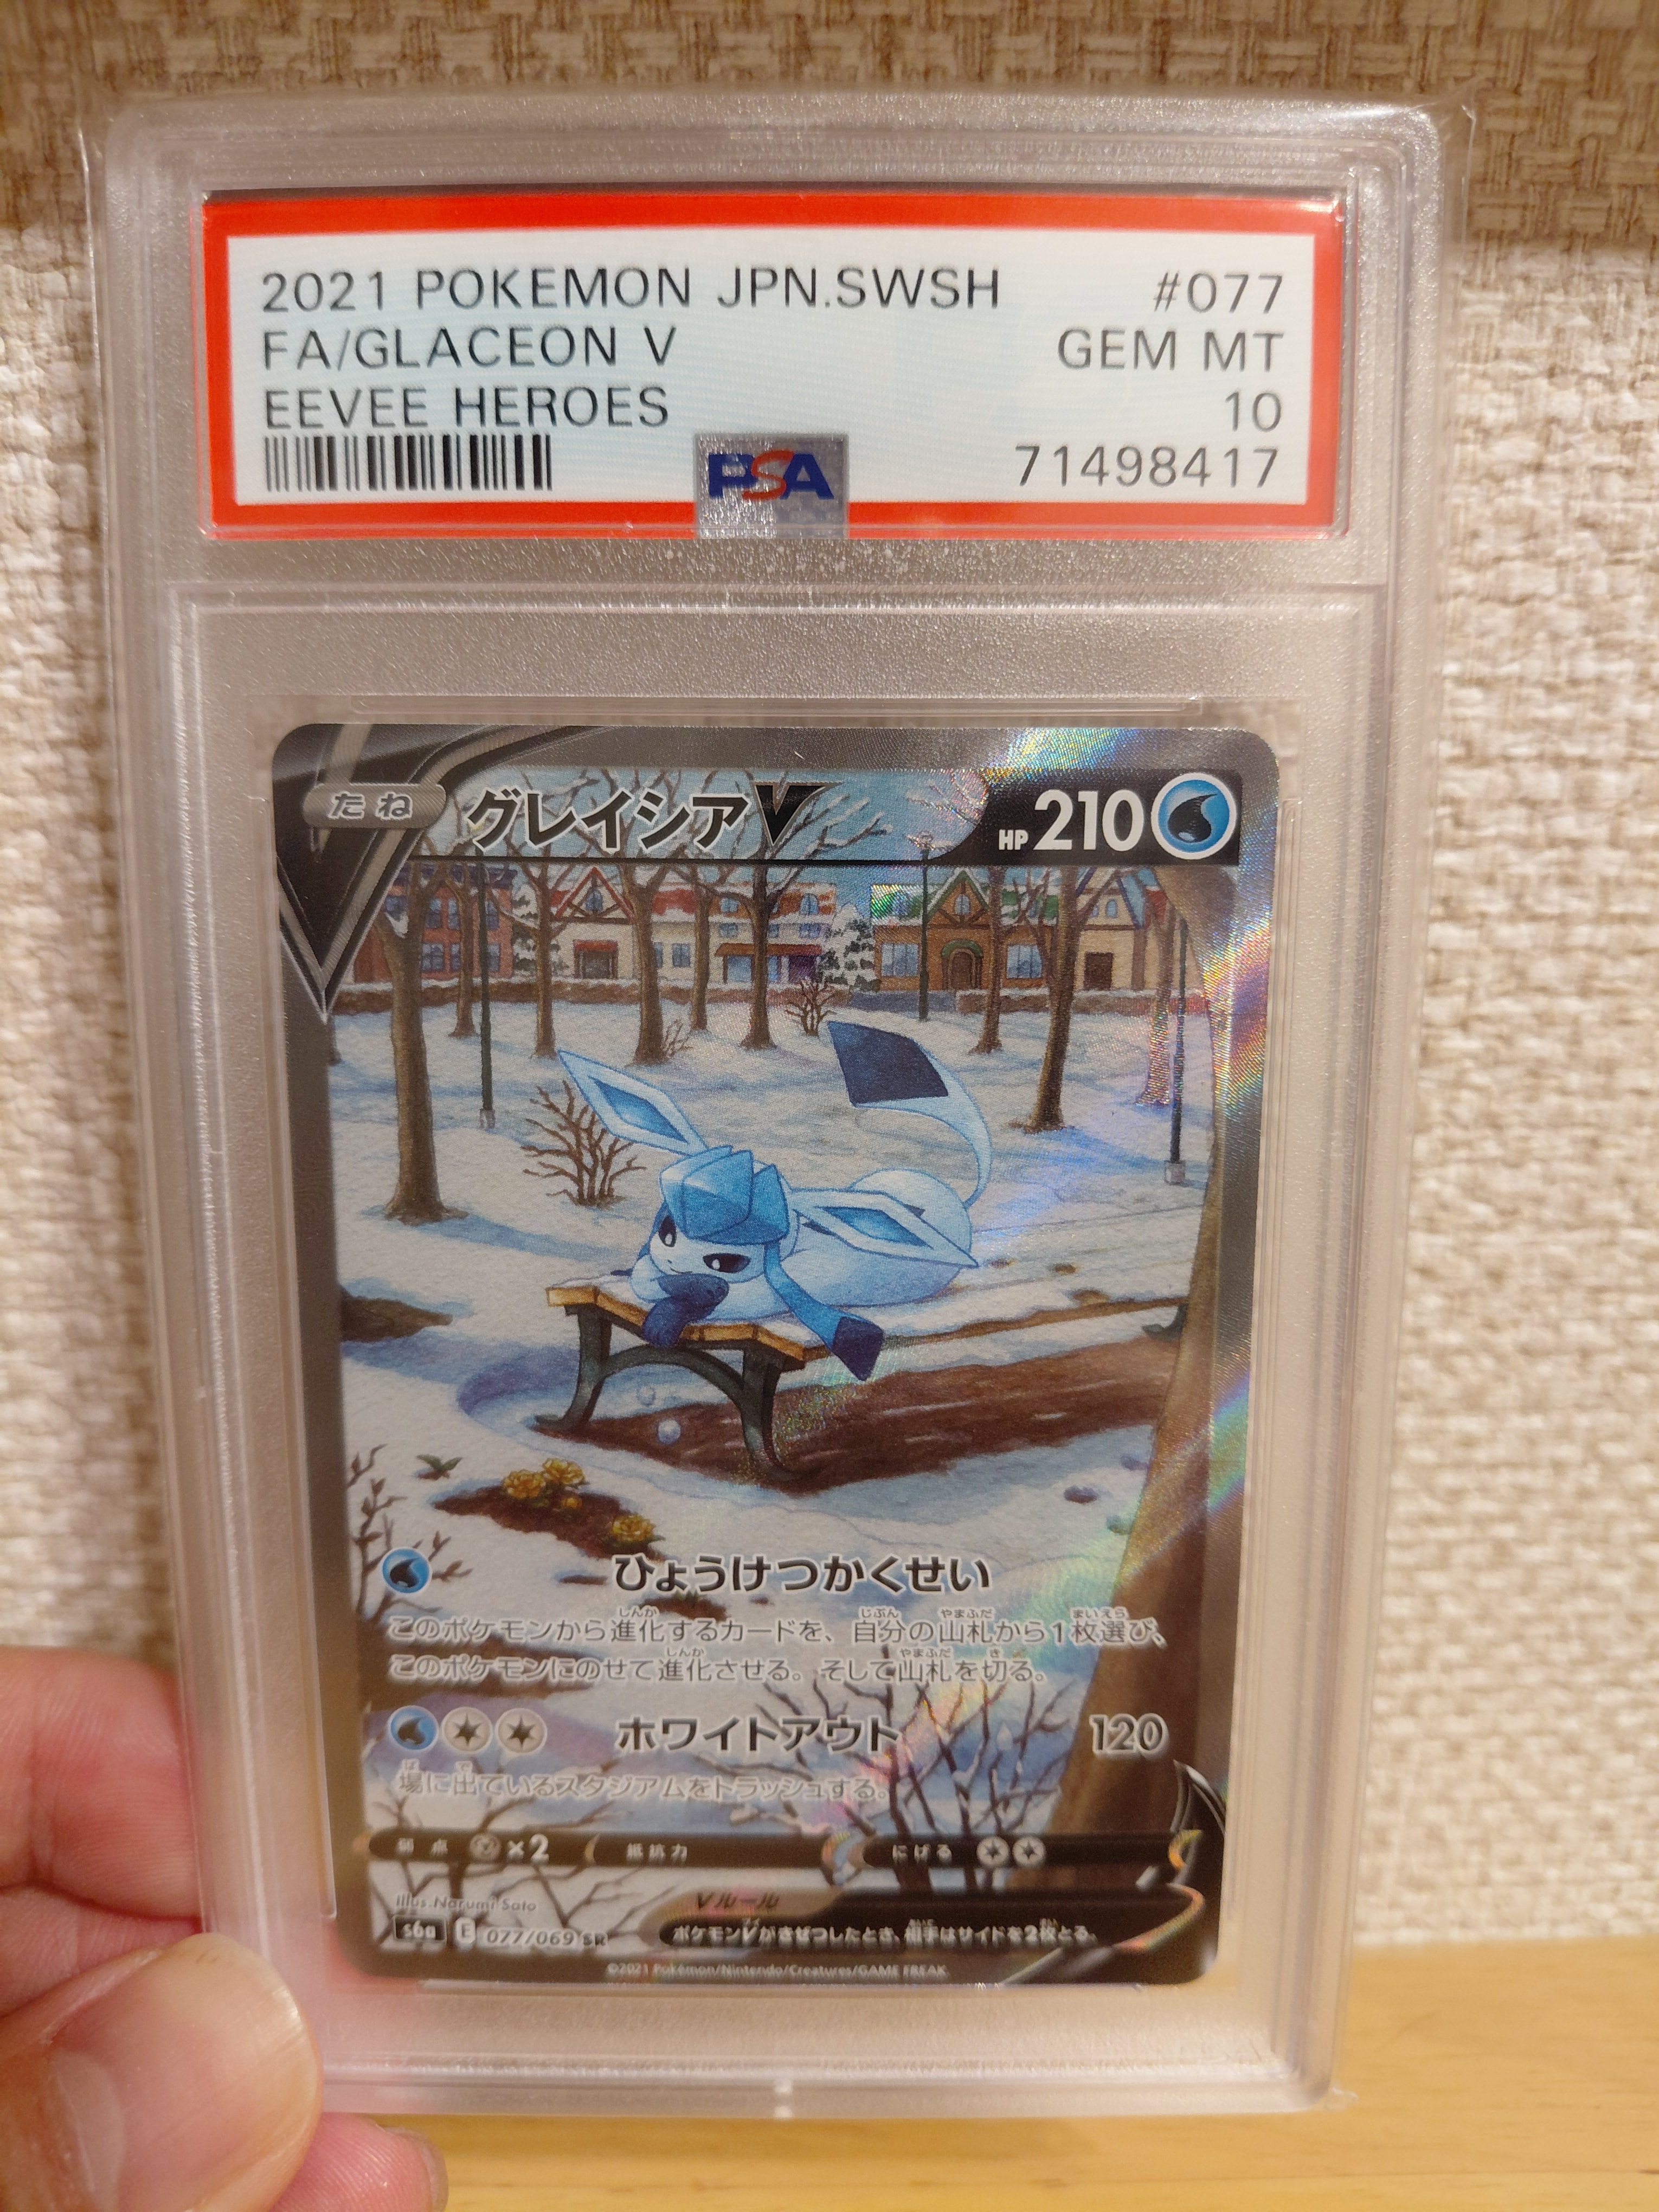 2021 POKEMON JPN.SWSH #077
FA/GLACEON V GEM MT
EEVEE HEROES 10
PSA 71498417
たね グレイシアV HP 210
ひょうけつかくせい
このポケモンから進化するカードを、自分の山札から1枚選び、
このポケモンにのせて進化させる。そして山札を切る。
ホワイトアウト 120
場に出ているスタジアムをトラッシュする。
弱点 ×2 抵抗力 にげる
illus. Narumi Sato Vルール
s6a E 077/069 SR ポケモンVがきぜつしたとき、相手はサイドを2枚とる。
©2021 Pokémon/Nintendo/Creatures/GAME FREAK